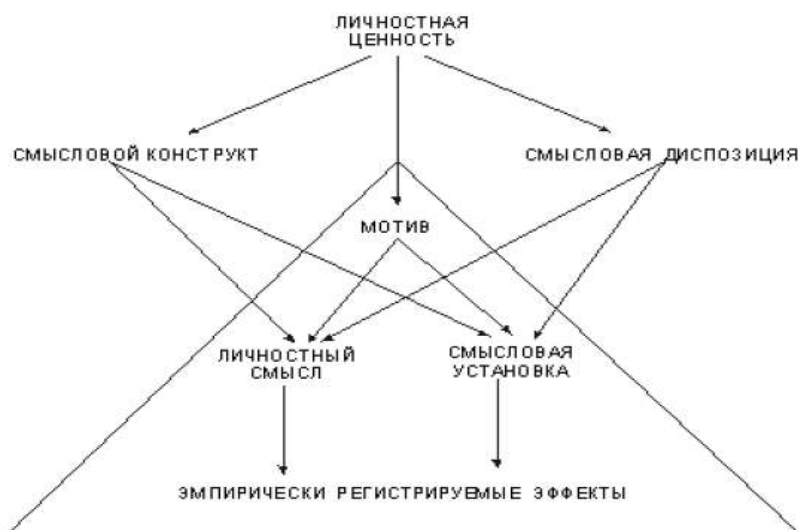 ЛИЧНОСТНАЯ
ЦЕННОСТЬ
СМЫСЛОВОЙ КОНСТРУКТ
СМЫСЛОВАЯ ДИСПОЗИЦИЯ
МОТИВ
ЛИЧНОСТНЫЙ
СМЫСЛ
СМЫСЛОВАЯ
УСТАНОВКА
ЭМПИРИЧЕСКИ РЕГИСТРИРУЕМЫЕ ЭФФЕКТЫ